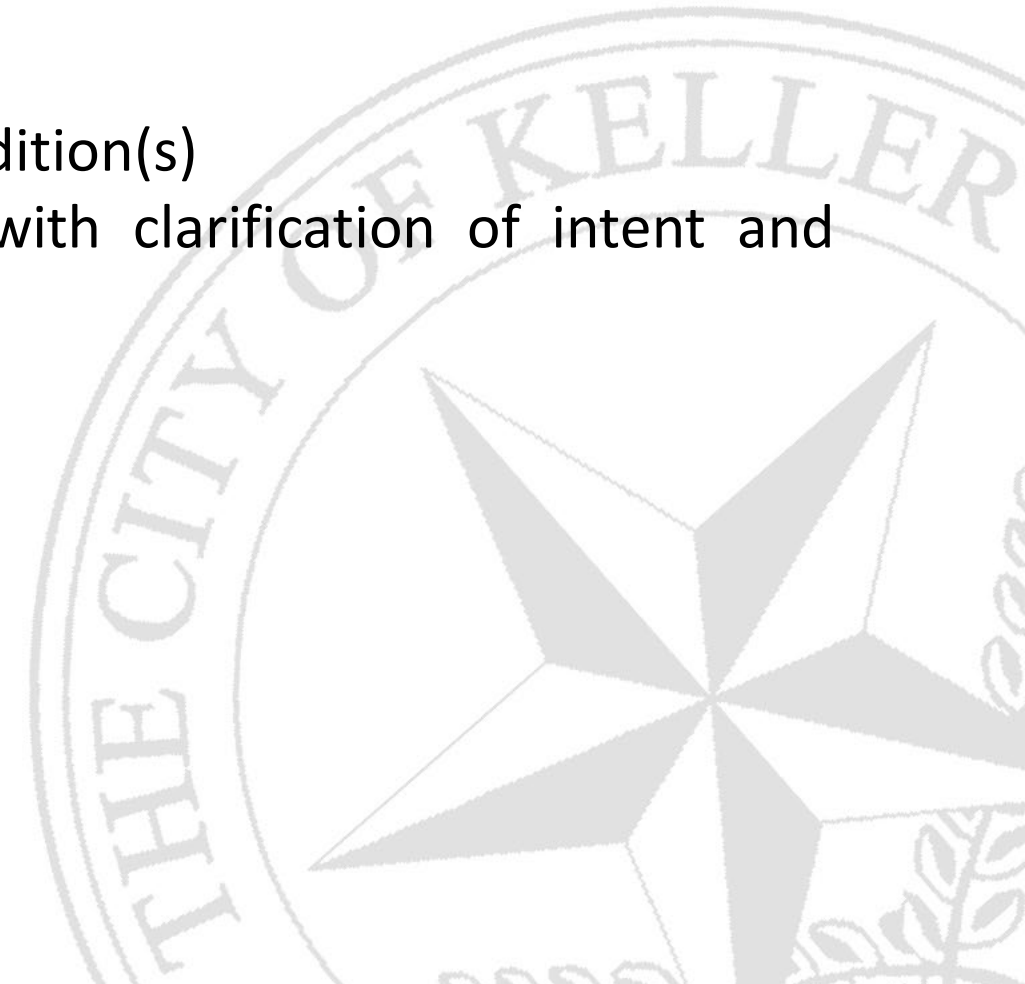 dition(s)
with clarification of intent and
THE CITY OF KELLER